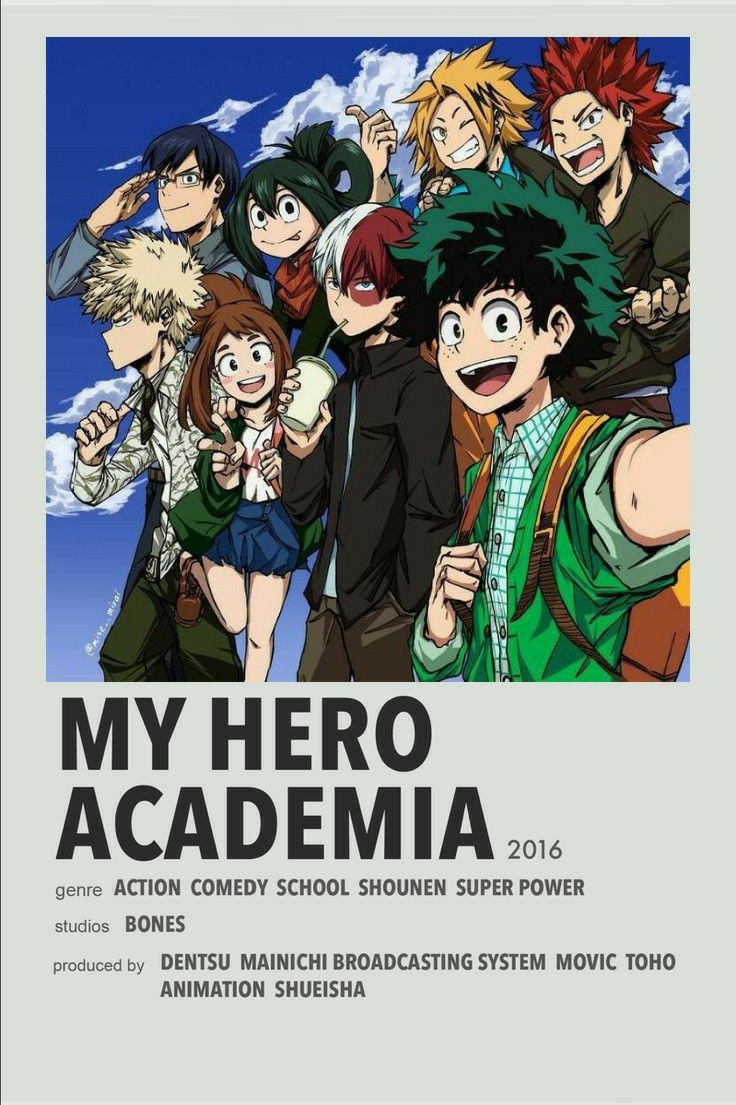 @mire__mirai
MY HERO
ACADEMIA 2016
genre ACTION COMEDY SCHOOL SHOUNEN SUPER POWER
studios BONES
produced by DENTSU MAINICHI BROADCASTING SYSTEM MOVIC TOHO
ANIMATION SHUEISHA